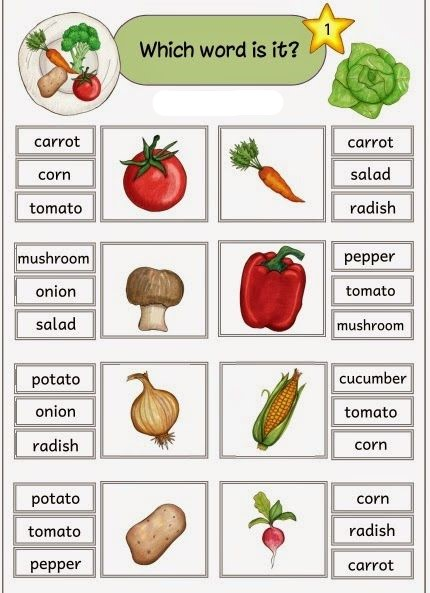 Which word is it?
1
carrot
corn
tomato
carrot
salad
radish
mushroom
onion
salad
pepper
tomato
mushroom
potato
onion
radish
cucumber
tomato
corn
potato
tomato
pepper
corn
radish
carrot